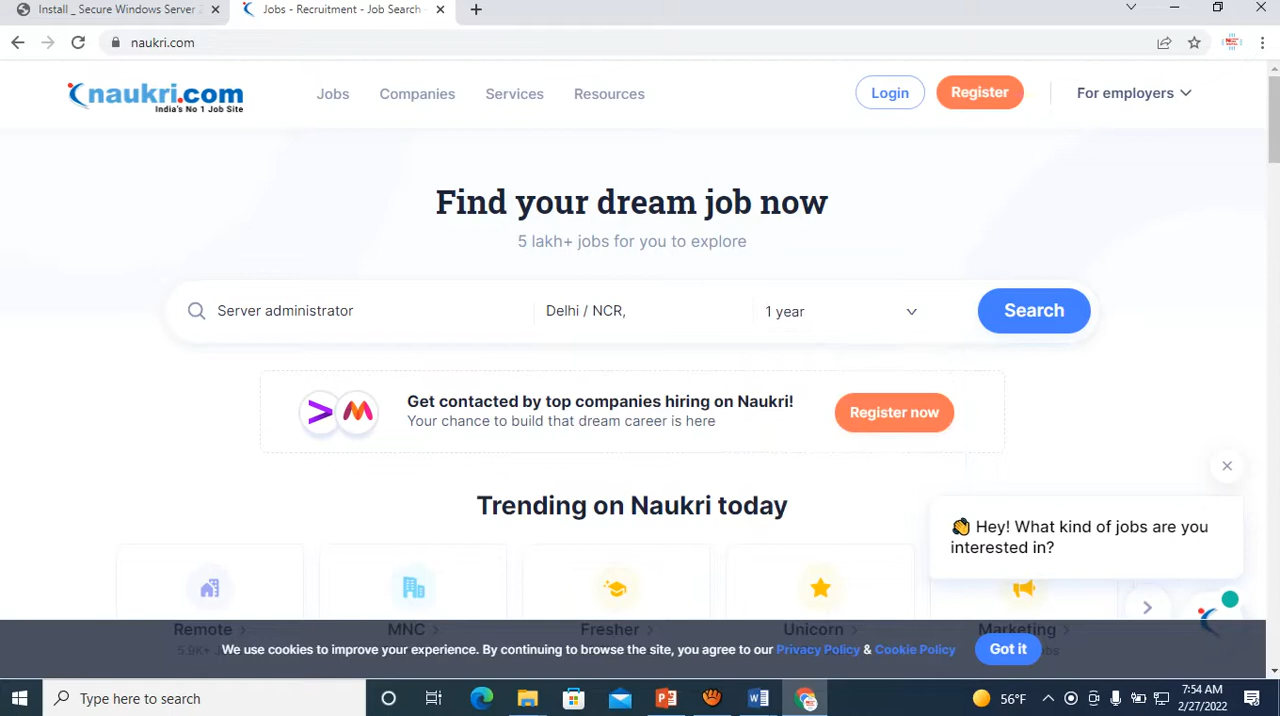 Install _ Secure Windows Server
Jobs - Recruitment - Job Search -
naukri.com
naukri.com
India's No 1 Job Site
Jobs Companies Services Resources Login Register For employers
Find your dream job now
5 lakh+ jobs for you to explore
Server administrator Delhi / NCR, 1 year Search
Get contacted by top companies hiring on Naukri!
Your chance to build that dream career is here
Register now
Trending on Naukri today
👏 Hey! What kind of jobs are you
interested in?
Remote MNC Fresher Unicorn Marketing
We use cookies to improve your experience. By continuing to browse the site, you agree to our Privacy Policy & Cookie Policy Got it
Type here to search
56°F
7:54 AM
2/27/2022